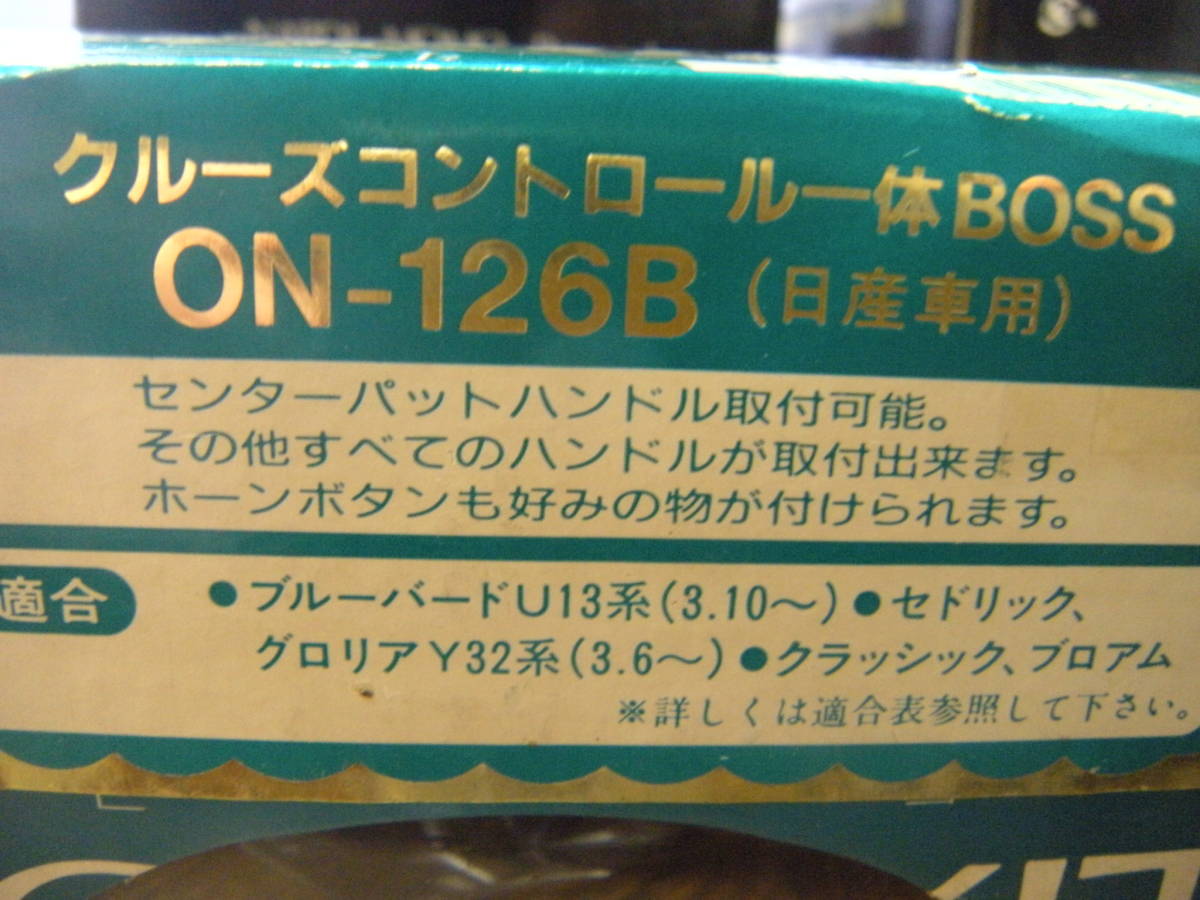 クルーズコントロール一体BOSS
ON-126B（日産車用）
センターパットハンドル取付可能。
その他すべてのハンドルが取付出来ます。
ホーンボタンも好みの物が付けられます。
適合
●ブルーバードU13系（3.10～）●セドリック、
グロリアY32系（3.6～）●クラッシック、ブロアム
※詳しくは適合表参照して下さい。